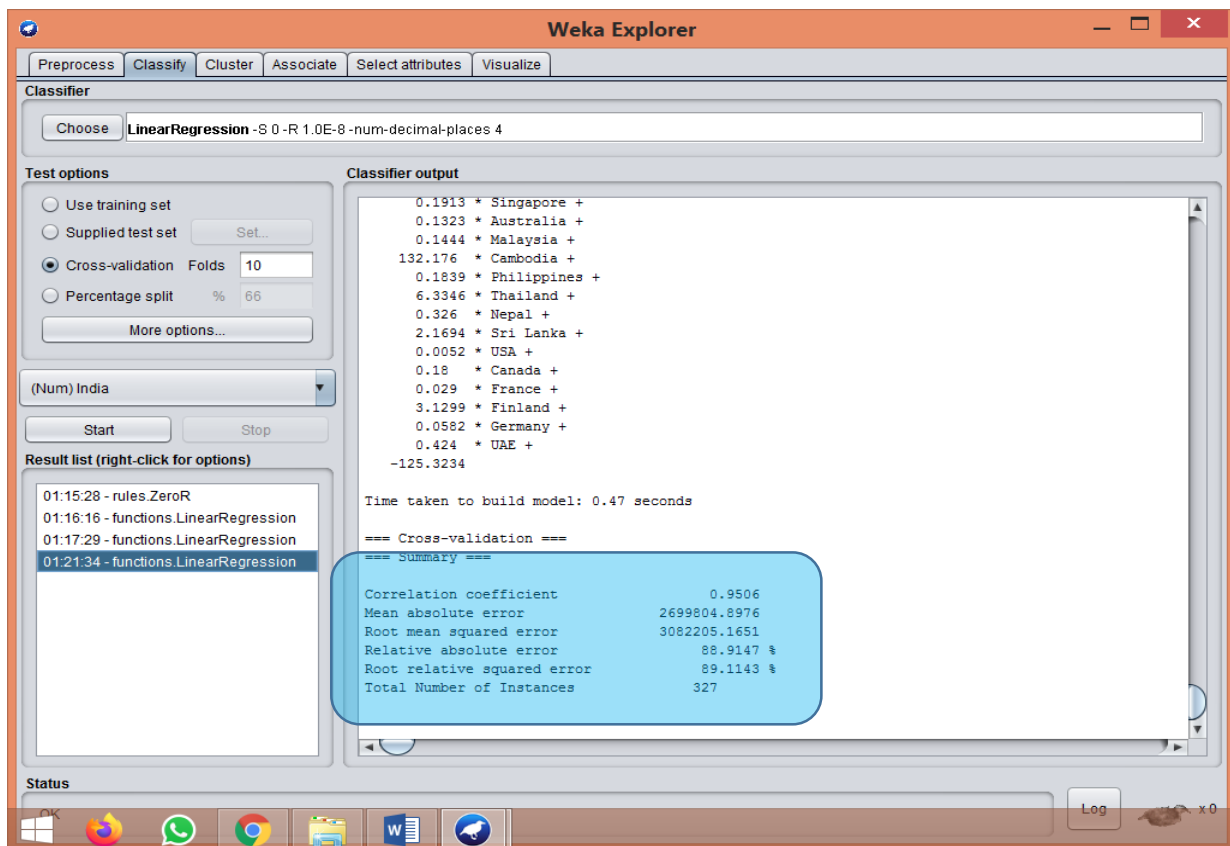 Weka Explorer
Preprocess Classify Cluster Associate Select attributes Visualize
Classifier
Choose LinearRegression -S 0 -R 1.0E-8 -num-decimal-places 4
Test options
Use training set
Supplied test set Set...
Cross-validation Folds 10
Percentage split % 66
More options...
(Num) India
Start Stop
Result list (right-click for options)
01:15:28 - rules.ZeroR
01:16:16 - functions.LinearRegression
01:17:29 - functions.LinearRegression
01:21:34 - functions.LinearRegression
Classifier output
0.1913 * Singapore +
0.1323 * Australia +
0.1444 * Malaysia +
132.176 * Cambodia +
0.1839 * Philippines +
6.3346 * Thailand +
0.326 * Nepal +
2.1694 * Sri Lanka +
0.0052 * USA +
0.18 * Canada +
0.029 * France +
3.1299 * Finland +
0.0582 * Germany +
0.424 * UAE +
-125.3234
Time taken to build model: 0.47 seconds
=== Cross-validation ===
=== Summary ===
Correlation coefficient 0.9506
Mean absolute error 2699804.8976
Root mean squared error 3082205.1651
Relative absolute error 88.9147 %
Root relative squared error 89.1143 %
Total Number of Instances 327
Status
OK
Log
x 0
W